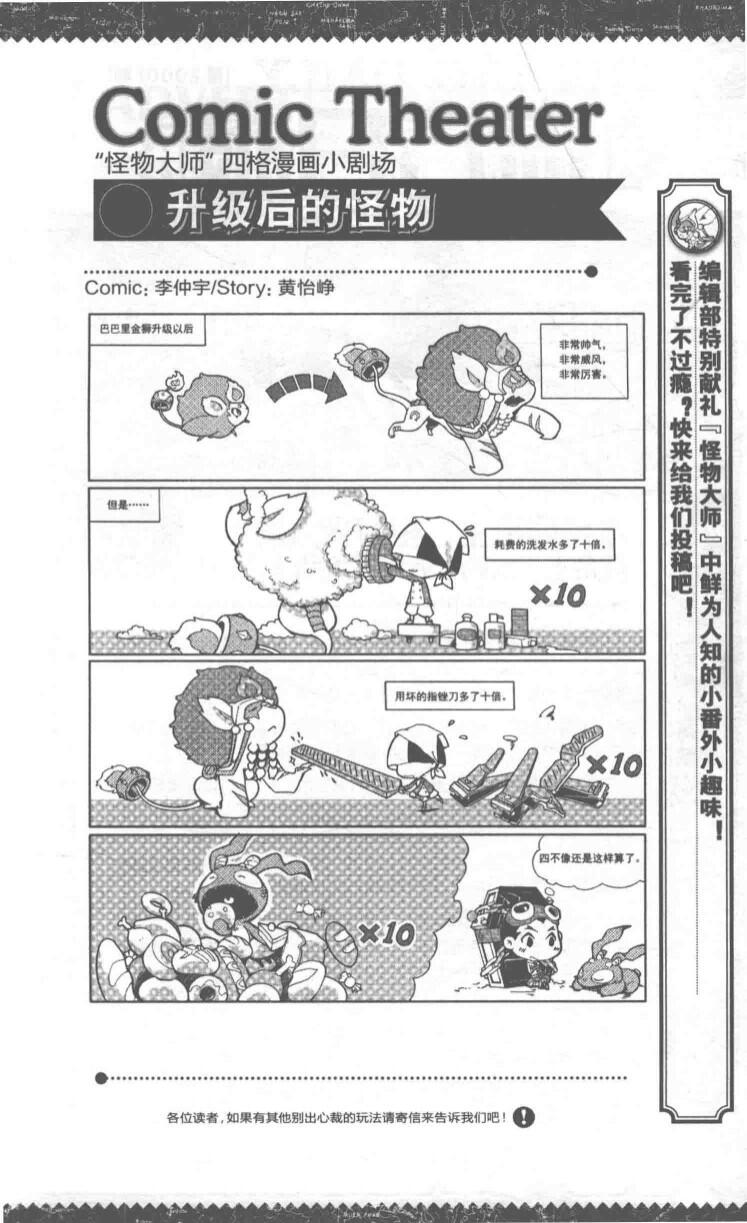 Comic Theater
“怪物大师”四格漫画小剧场
升级后的怪物
Comic: 李仲宇/Story: 黄怡峥
巴巴里金狮升级以后
非常帅气，
非常威风，
非常厉害。
但是……
耗费的洗发水多了十倍。
×10
用坏的指锉刀多了十倍。
×10
四不像还是这样算了。
×10
编辑部特别献礼『怪物大师』中鲜为人知的小番外小趣味！
看完了不过瘾？快来给我们投稿吧！
各位读者，如果有其他别出心裁的玩法请寄信来告诉我们吧！